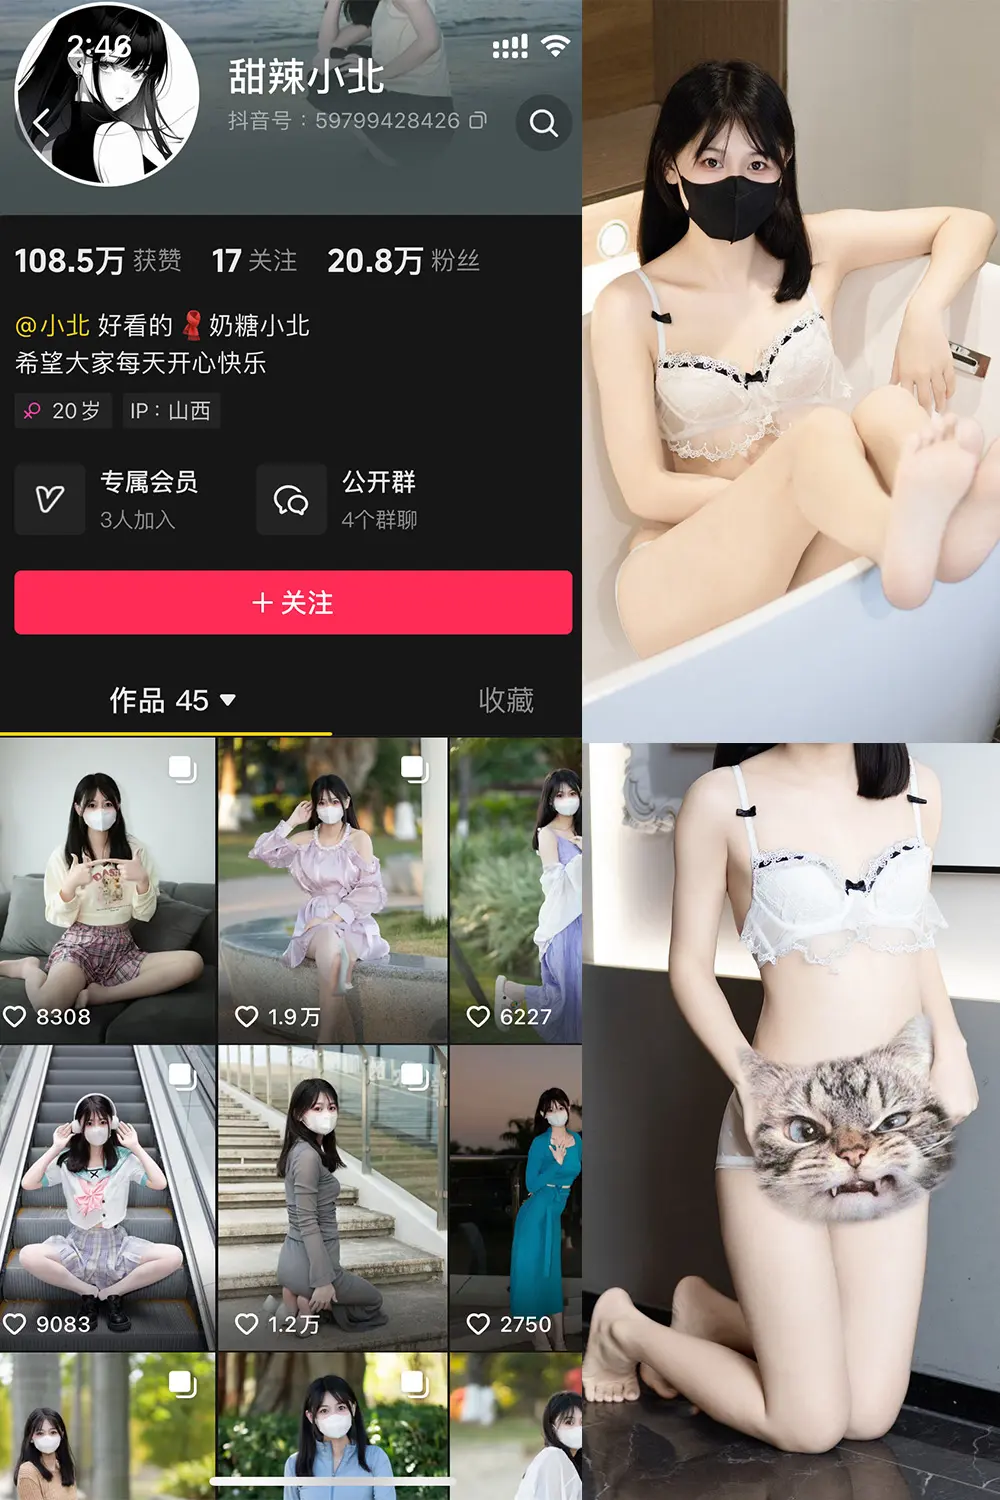 2:46
甜辣小北
抖音号：59799428426
108.5万 获赞 17 关注 20.8万 粉丝
@小北 好看的 奶糖小北
希望大家每天开心快乐
20岁 IP：山西
专属会员
3人加入
公开群
4个群聊
+ 关注
作品 45
收藏
8308
1.9万
6227
9083
1.2万
2750